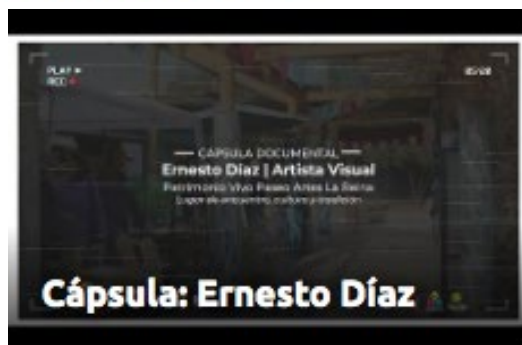 PLAY
REC
CAPSULA DOCUMENTAL
Ernesto Díaz | Artista Visual
Patrimonio Vivo Paseo Artes La Reina
Lugar de encuentro, cultura y tradición
Cápsula: Ernesto Díaz